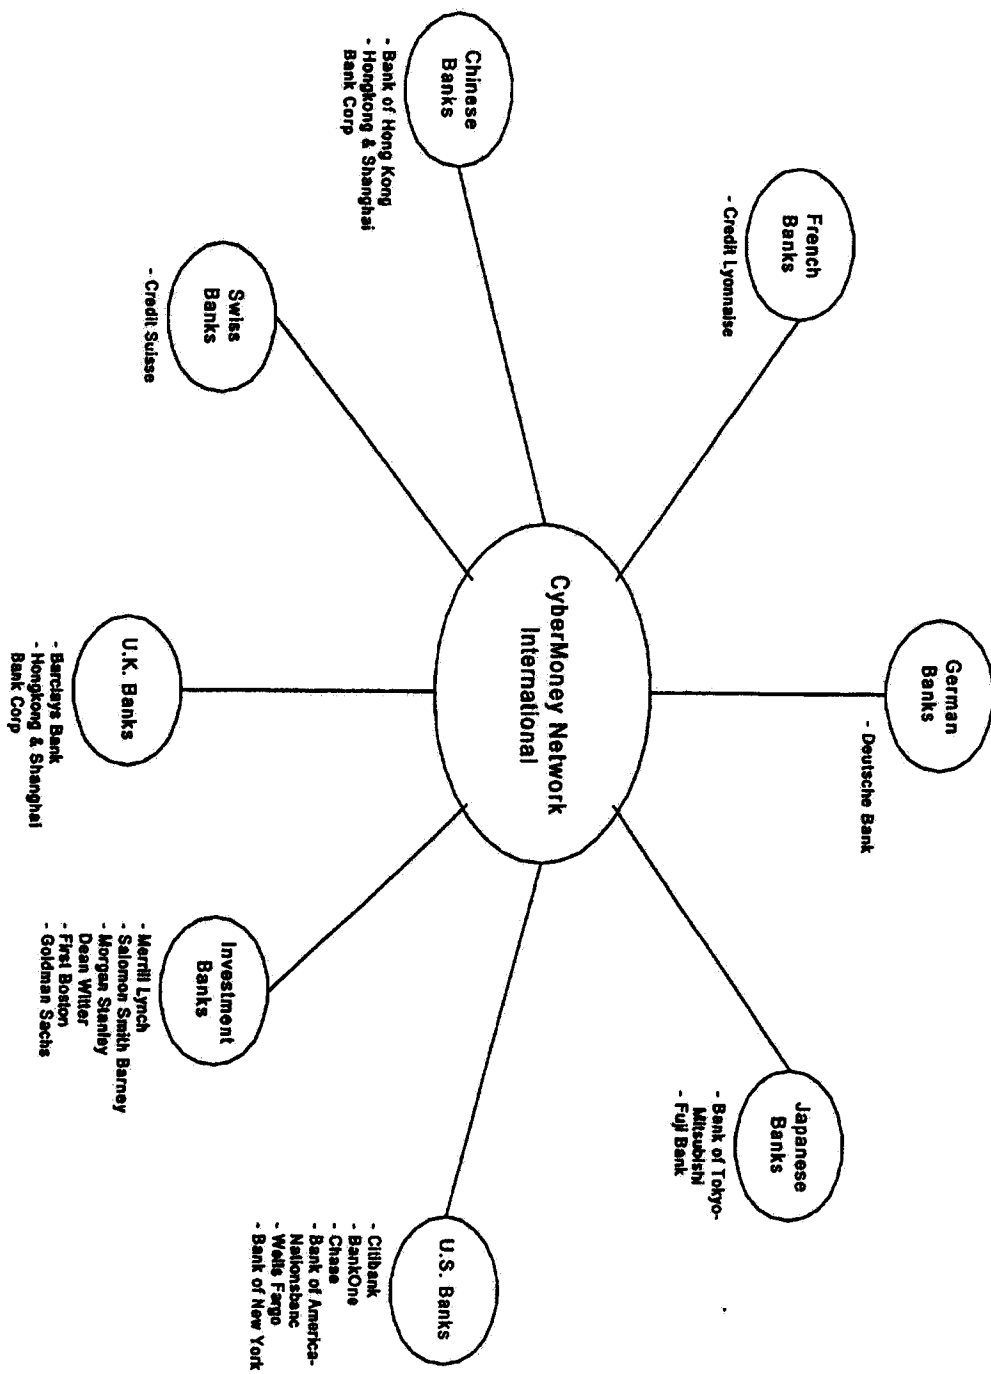 German
Banks
- Deutsche Bank
French
Banks
- Credit Lyonnaise
Japanese
Banks
- Bank of Tokyo-
Mitsubishi
- Fuji Bank
CyberMoney Network
International
Chinese
Banks
- Bank of Hong Kong
- Hongkong & Shanghai
Bank Corp
U.S. Banks
- Citibank
- BankOne
- Chase
- Bank of America-
Nationsbanc
- Wells Fargo
- Bank of New York
Swiss
Banks
- Credit Suisse
Investment
Banks
- Merrill Lynch
- Salomon Smith Barney
- Morgan Stanley
Dean Witter
- First Boston
- Goldman Sachs
U.K. Banks
- Barclays Bank
- Hongkong & Shanghai
Bank Corp